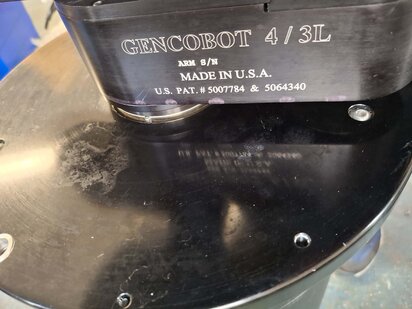 GENCOBOT 4 / 3L
ARM S/N
MADE IN U.S.A.
U.S. PAT. # 5007784 & 5064340